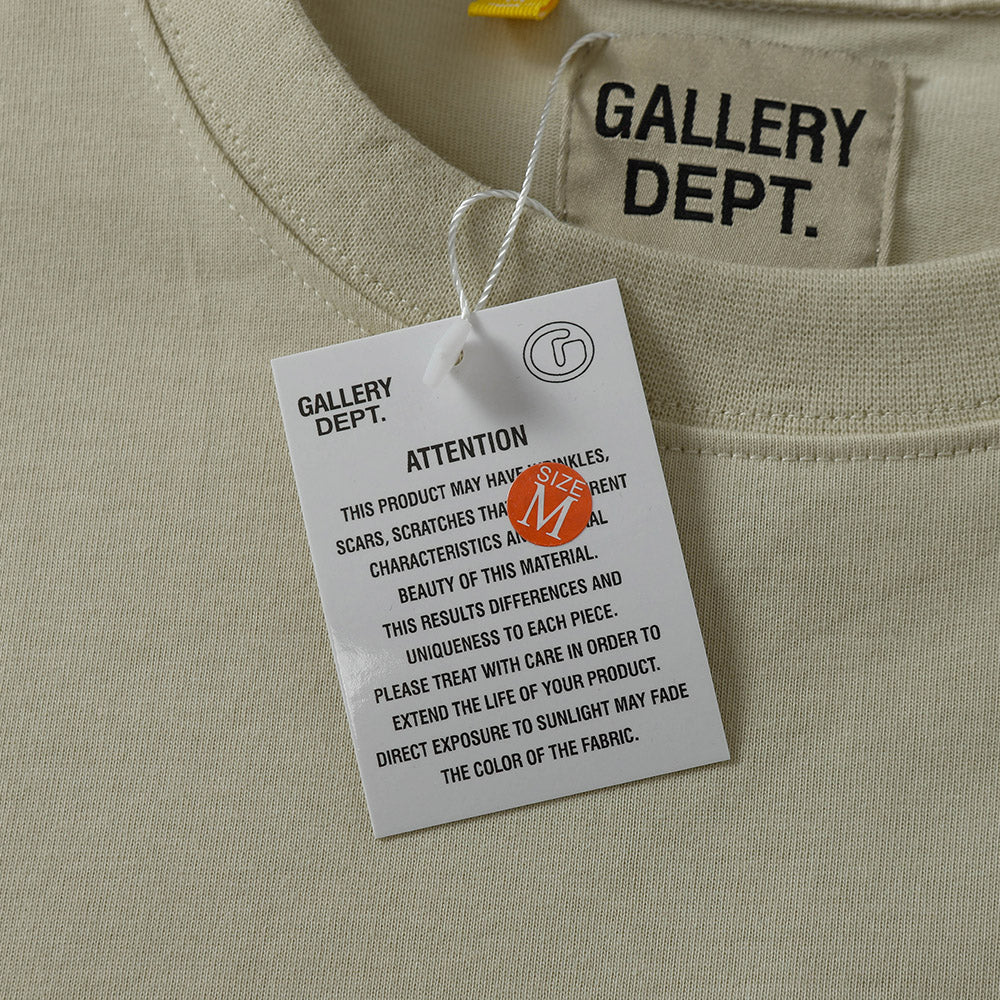 GALLERY
DEPT.
GALLERY
DEPT.
ATTENTION
THIS PRODUCT MAY HAVE WRINKLES,
SCARS, SCRATCHES
SIZE
M
CHARACTERISTICS
BEAUTY OF THIS MATERIAL.
THIS RESULTS DIFFERENCES AND
UNIQUENESS TO EACH PIECE.
PLEASE TREAT WITH CARE IN ORDER TO
EXTEND THE LIFE OF YOUR PRODUCT.
DIRECT EXPOSURE TO SUNLIGHT MAY FADE
THE COLOR OF THE FABRIC.